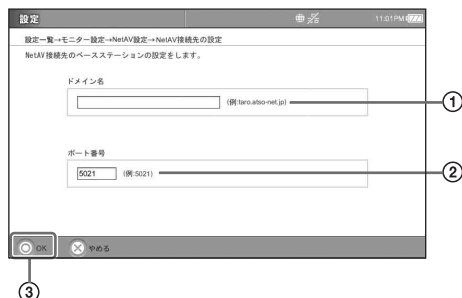 設定
11:01PM
設定一覧→モニター設定→NetAV設定→NetAV接続先の設定
NetAV接続先のベースステーションの設定をします。
ドメイン名
(例:taro.atso-net.jp)
①
ポート番号
5021 (例:5021)
②
OK やめる
③